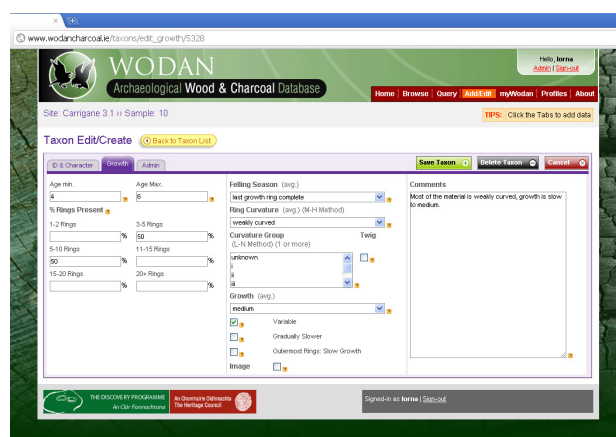 www.wodancharcoal.ie/taxons/edit_growth/5328
WODAN
Archaeological Wood & Charcoal Database
Hello, lorna
Admin | Sign-out
Home Browse Query Add/Edit myWodan Profiles About
Site: Carrigane 3.1 ›› Sample: 10
TIPS: Click the Tabs to add data
Taxon Edit/Create
Back to Taxon List
ID & Character Growth Admin
Save Taxon Delete Taxon Cancel
Age min. Age Max.
4 6
% Rings Present
1-2 Rings 3-5 Rings
% 50 %
5-10 Rings 11-15 Rings
50 % %
15-20 Rings 20+ Rings
% %
Felling Season (avg.)
last growth ring complete
Ring Curvature (avg.) (M-H Method)
weakly curved
Curvature Group Twig
(L-N Method) (1 or more)
unknown
i
ii
iii
Growth (avg.)
medium
Variable
Gradually Slower
Outermost Rings: Slow Growth
Image
Comments
Most of the material is weakly curved, growth is slow
to medium.
THE DISCOVERY PROGRAMME
An Clár Fionnachtana
An Chomhairle Oidhreachta
The Heritage Council
Signed-in as lorna | Sign-out